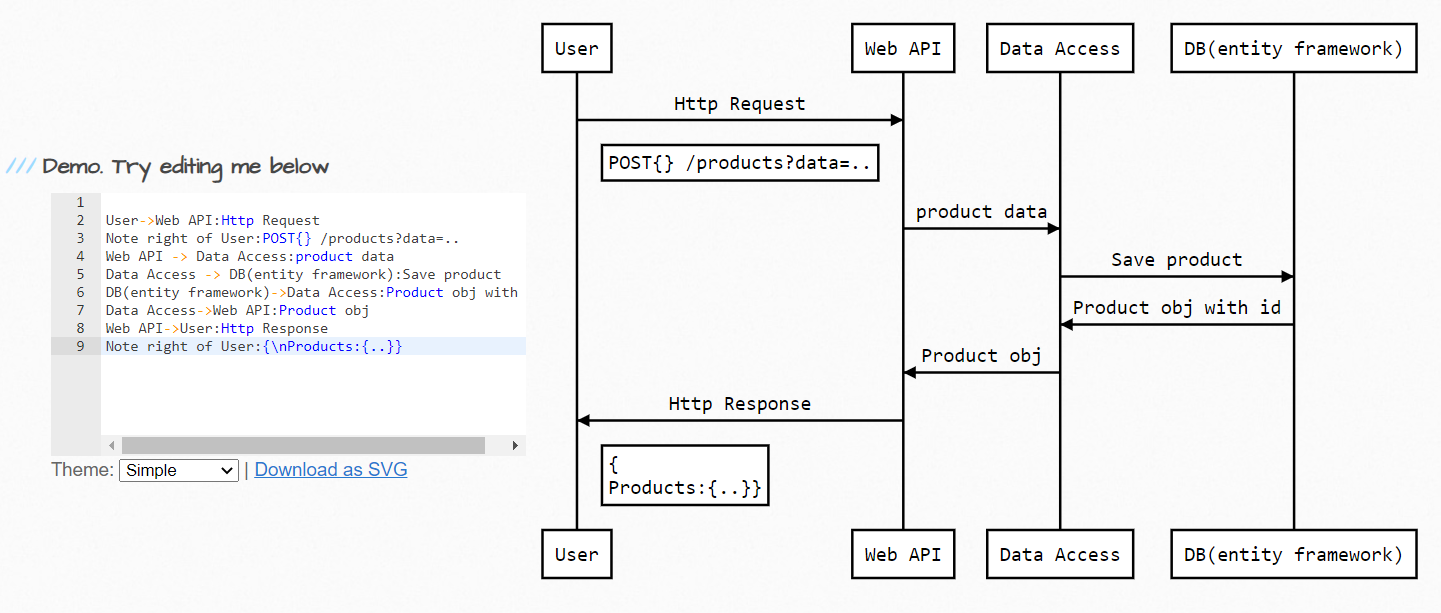 /// Demo. Try editing me below
1
2 User->Web API:Http Request
3 Note right of User:POST{} /products?data=..
4 Web API -> Data Access:product data
5 Data Access -> DB(entity framework):Save product
6 DB(entity framework)->Data Access:Product obj with
7 Data Access->Web API:Product obj
8 Web API->User:Http Response
9 Note right of User:{\nProducts:{..}}
Theme: Simple | Download as SVG
User Web API Data Access DB(entity framework)
Http Request
POST{} /products?data=..
product data
Save product
Product obj with id
Product obj
Http Response
{
Products:{..}}
User Web API Data Access DB(entity framework)